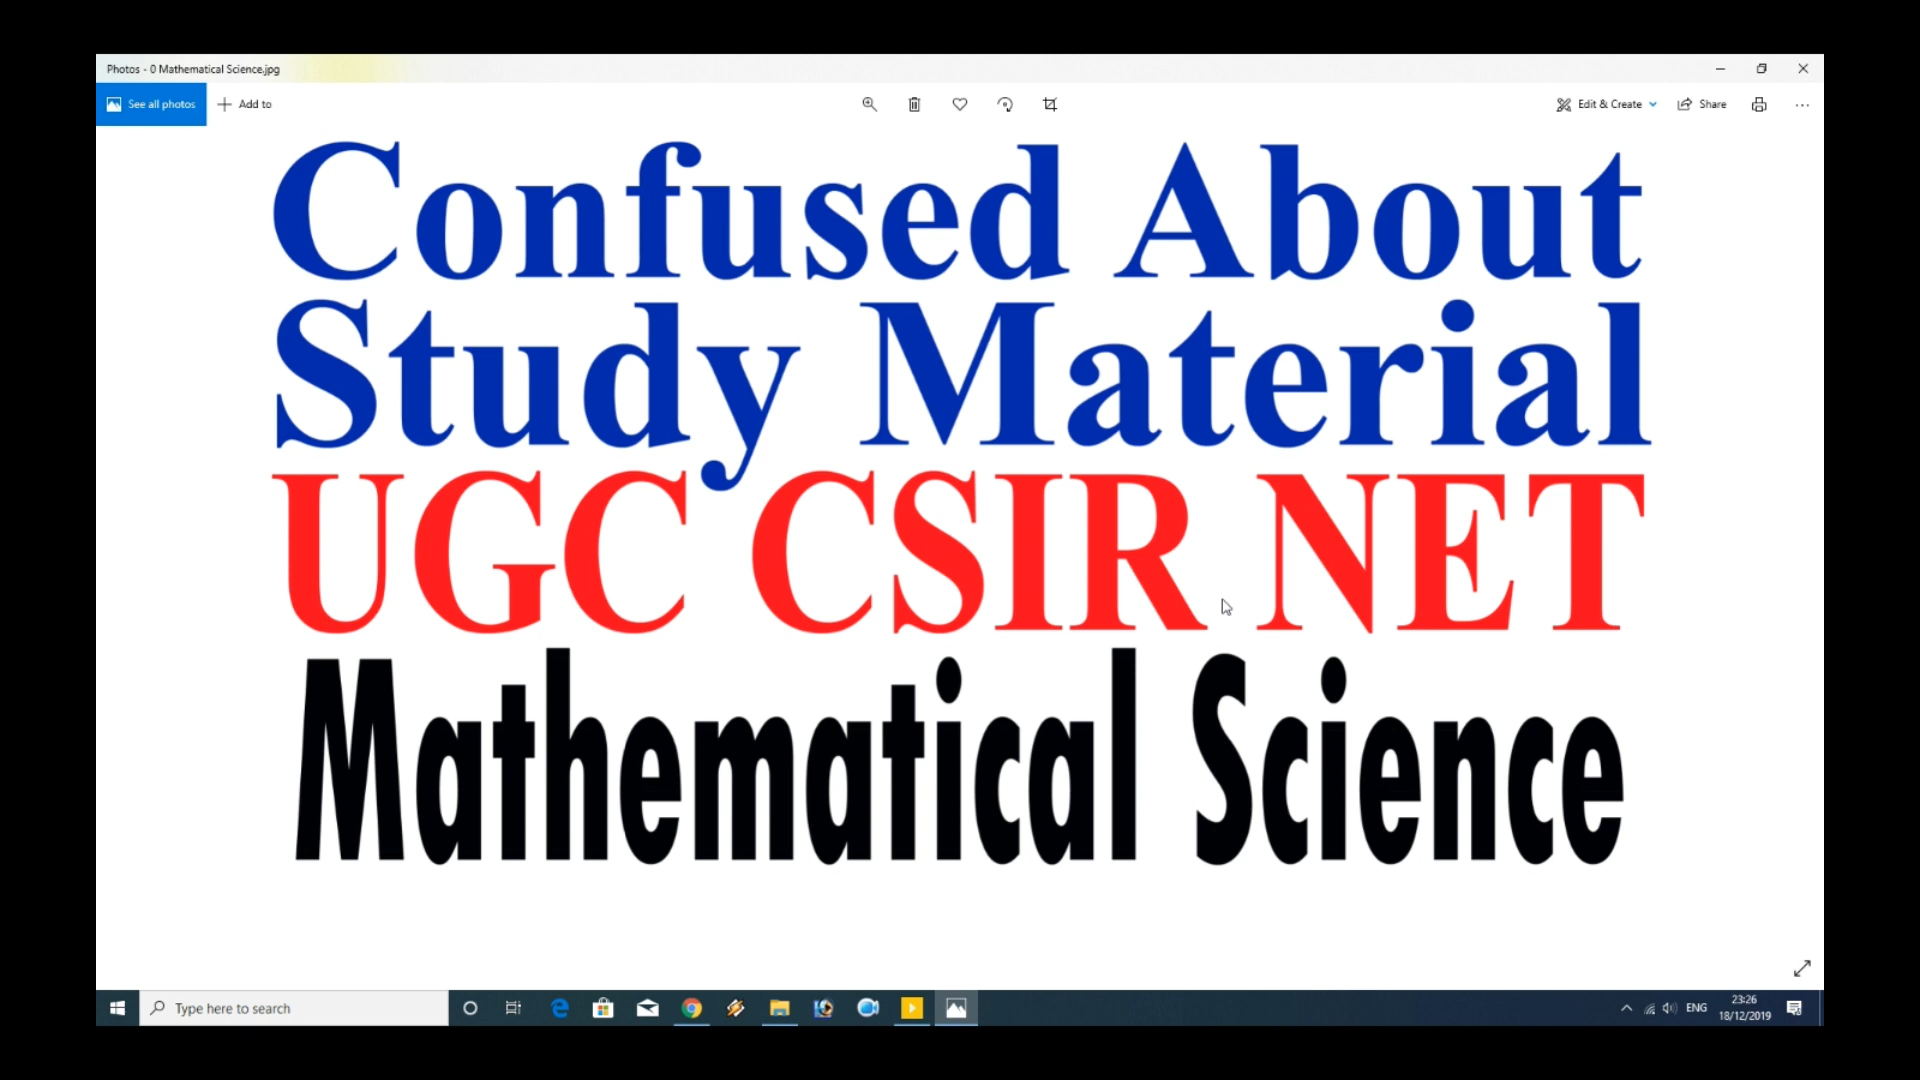 Photos - 0 Mathematical Science.jpg
See all photos
Add to
Edit & Create
Share
Confused About
Study Material
UGC CSIR NET
Mathematical Science
Type here to search
ENG
23:26
18/12/2019